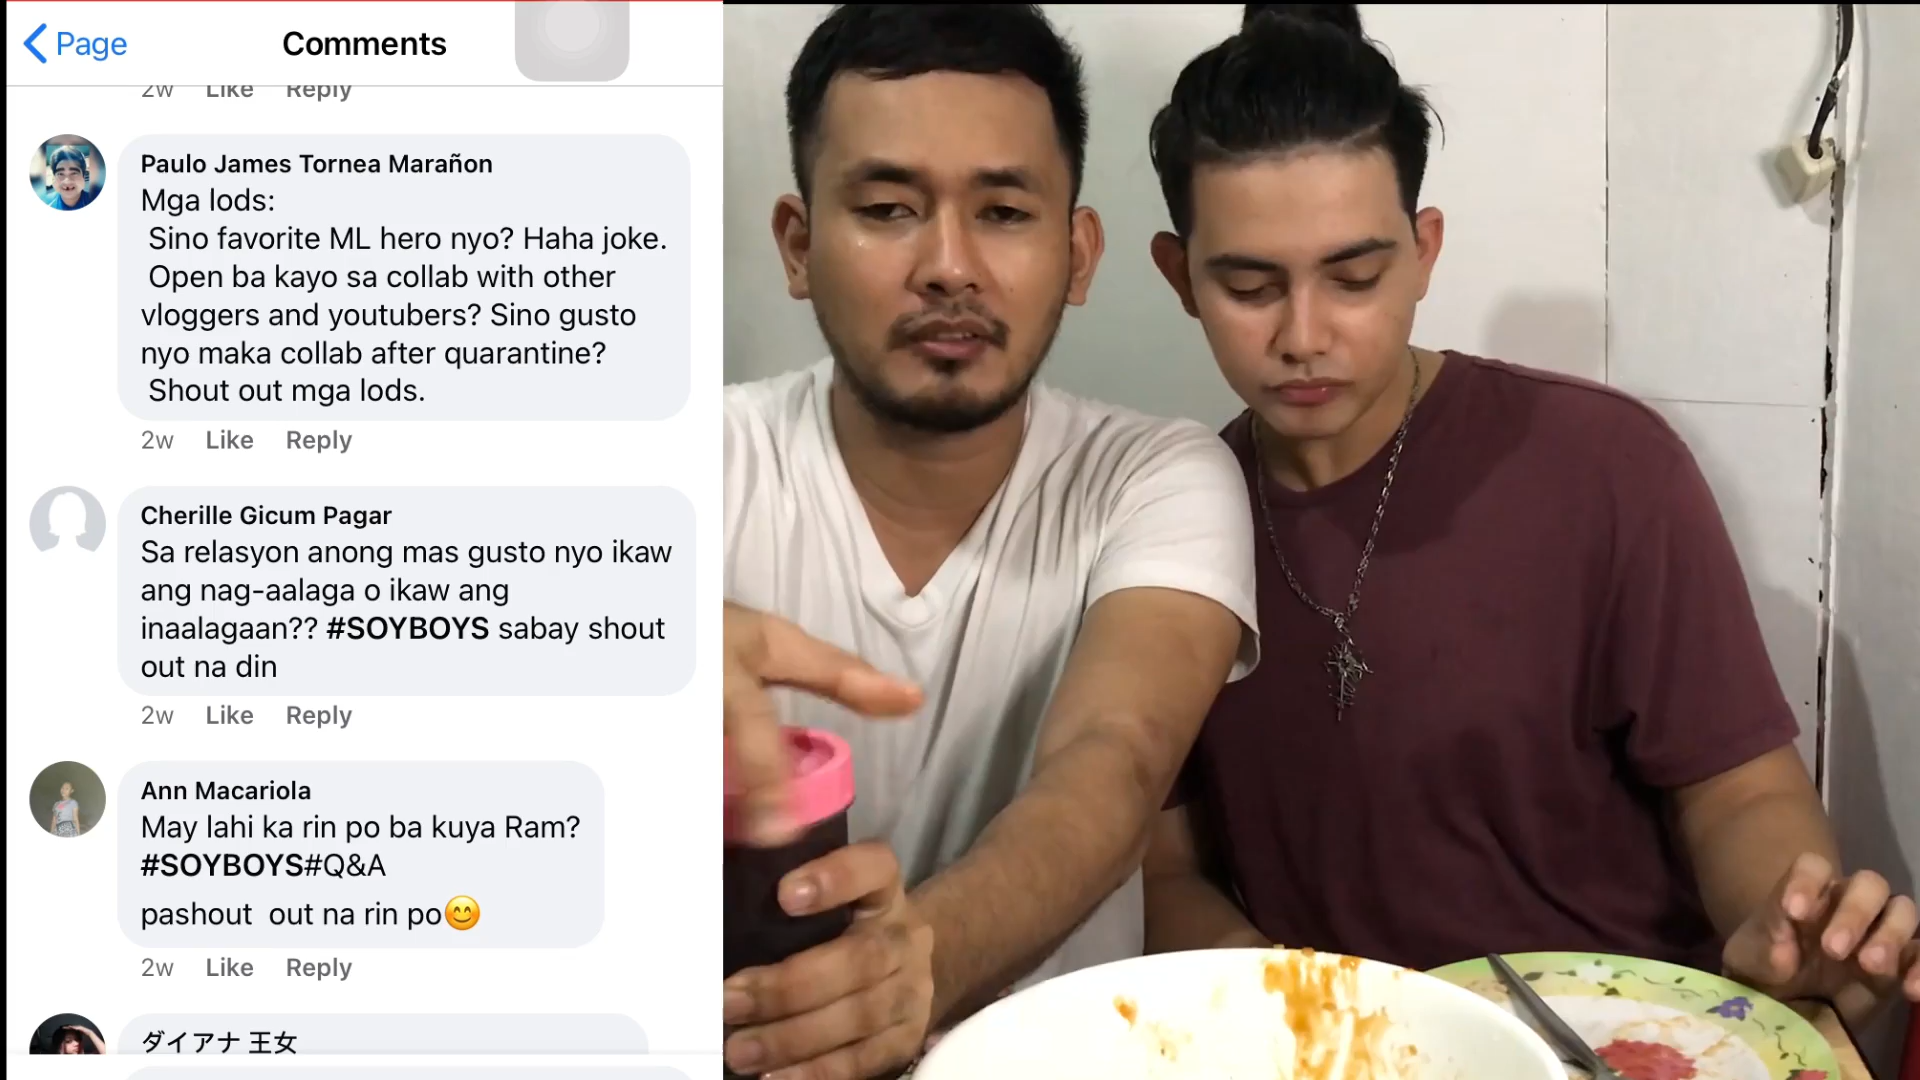 Page
Comments
2w Like Reply
Paulo James Tornea Marañon
Mga lods:
Sino favorite ML hero nyo? Haha joke.
Open ba kayo sa collab with other
vloggers and youtubers? Sino gusto
nyo maka collab after quarantine?
Shout out mga lods.
2w Like Reply
Cherille Gicum Pagar
Sa relasyon anong mas gusto nyo ikaw
ang nag-aalaga o ikaw ang
inaalagaan?? #SOYBOYS sabay shout
out na din
2w Like Reply
Ann Macariola
May lahi ka rin po ba kuya Ram?
#SOYBOYS#Q&A
pashout out na rin po😊
2w Like Reply
ダイアナ 王女